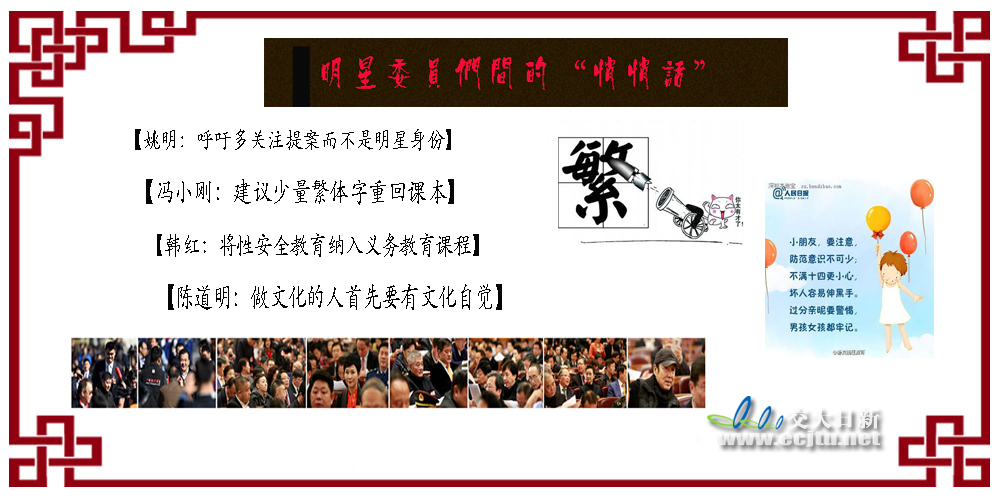 明星委員們間的“悄悄話”
【姚明：呼吁多关注提案而不是明星身份】
【冯小刚：建议少量繁体字重回课本】
【韩红：将性安全教育纳入义务教育课程】
【陈道明：做文化的人首先要有文化自觉】
繁
你太有才了!
@人民日报
小朋友，要注意，
防范意识不可少；
不满十四更小心，
坏人容易伸黑手。
过分亲昵要警惕，
男孩女孩都牢记。
交大日新
www.ecjtu.net